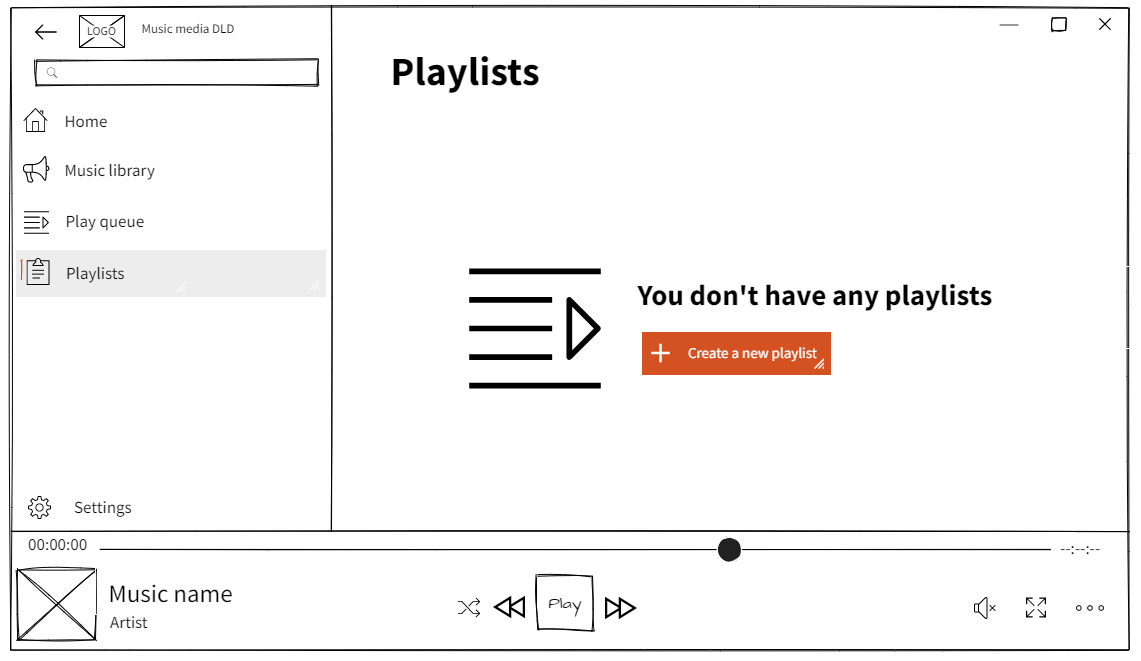 LOGO
Music media DLD
Playlists
Home
Music library
Play queue
Playlists
You don't have any playlists
Create a new playlist
Settings
00:00:00
--:--:--
Music name
Artist
Play